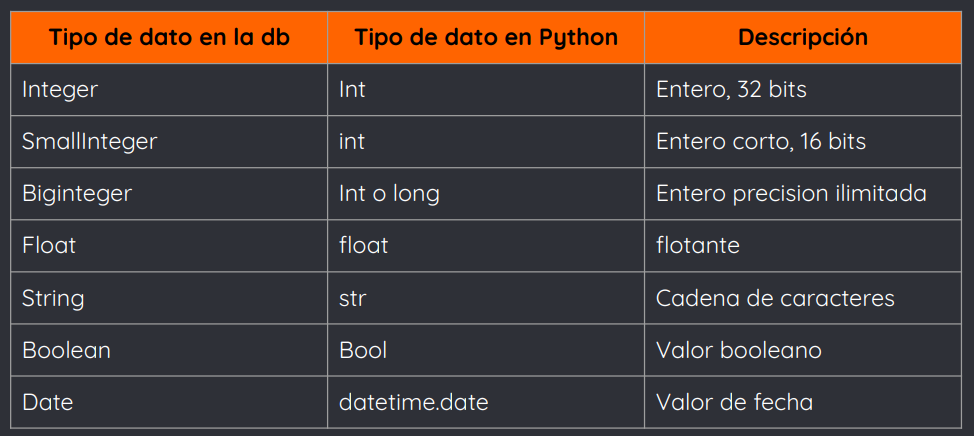 Tipo de dato en la db Tipo de dato en Python Descripción
Integer Int Entero, 32 bits
SmallInteger int Entero corto, 16 bits
Biginteger Int o long Entero precision ilimitada
Float float flotante
String str Cadena de caracteres
Boolean Bool Valor booleano
Date datetime.date Valor de fecha